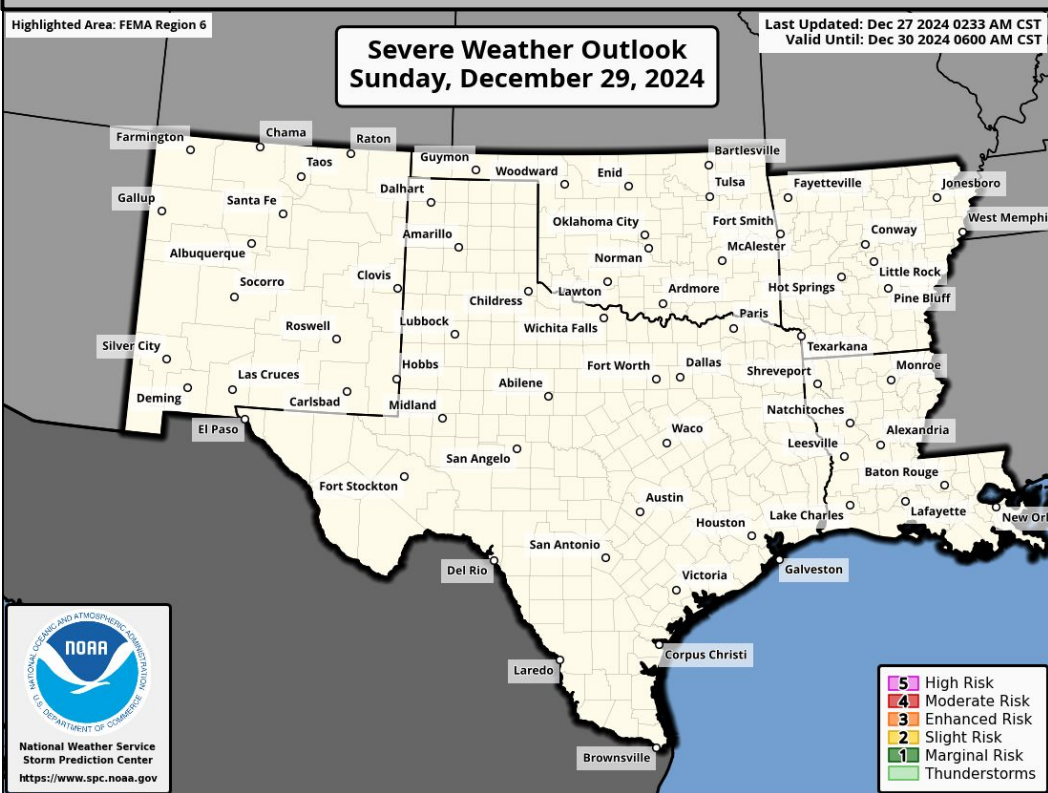 Highlighted Area: FEMA Region 6
Last Updated: Dec 27 2024 0233 AM CST
Valid Until: Dec 30 2024 0600 AM CST
Severe Weather Outlook
Sunday, December 29, 2024
Farmington
Chama
Raton
Taos
Guymon
Woodward
Enid
Bartlesville
Tulsa
Fayetteville
Jonesboro
Gallup
Santa Fe
Dalhart
Oklahoma City
Fort Smith
West Memphi
Amarillo
Conway
Albuquerque
Norman
McAlester
Socorro
Clovis
Childress
Lawton
Ardmore
Hot Springs
Little Rock
Pine Bluff
Roswell
Lubbock
Wichita Falls
Paris
Silver City
Texarkana
Hobbs
Fort Worth
Dallas
Shreveport
Monroe
Las Cruces
Abilene
Deming
Carlsbad
Midland
Natchitoches
El Paso
Waco
Leesville
Alexandria
San Angelo
Fort Stockton
Baton Rouge
Austin
Houston
Lake Charles
Lafayette
New Orl
San Antonio
Del Rio
Galveston
Victoria
Corpus Christi
Laredo
Brownsville
NATIONAL OCEANIC AND ATMOSPHERIC ADMINISTRATION
NOAA
U.S. DEPARTMENT OF COMMERCE
National Weather Service
Storm Prediction Center
https://www.spc.noaa.gov
5 High Risk
4 Moderate Risk
3 Enhanced Risk
2 Slight Risk
1 Marginal Risk
Thunderstorms